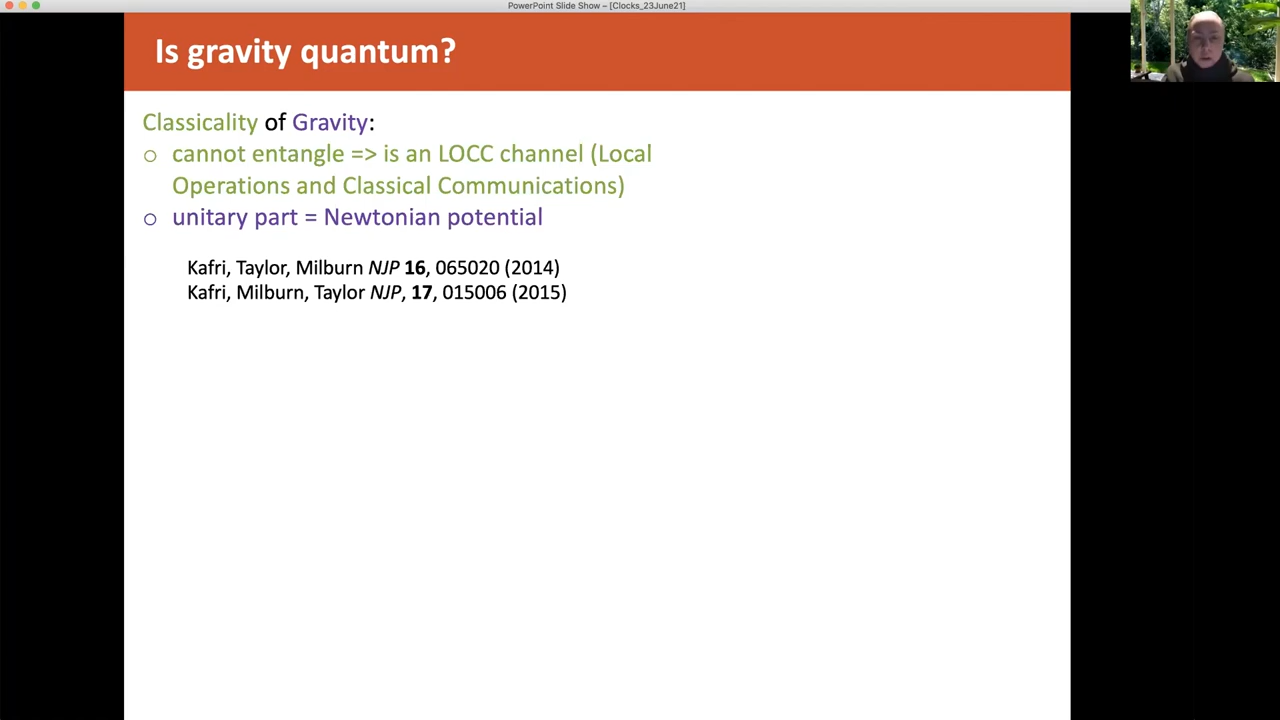 PowerPoint Slide Show – [Clocks_23June21]
Is gravity quantum?
Classicality of Gravity:
○ cannot entangle => is an LOCC channel (Local
Operations and Classical Communications)
○ unitary part = Newtonian potential
Kafri, Taylor, Milburn NJP 16, 065020 (2014)
Kafri, Milburn, Taylor NJP, 17, 015006 (2015)